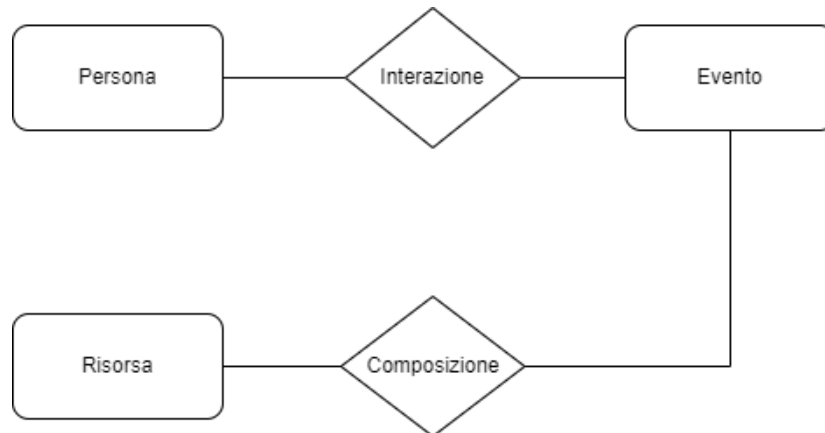 Persona
Interazione
Evento
Risorsa
Composizione